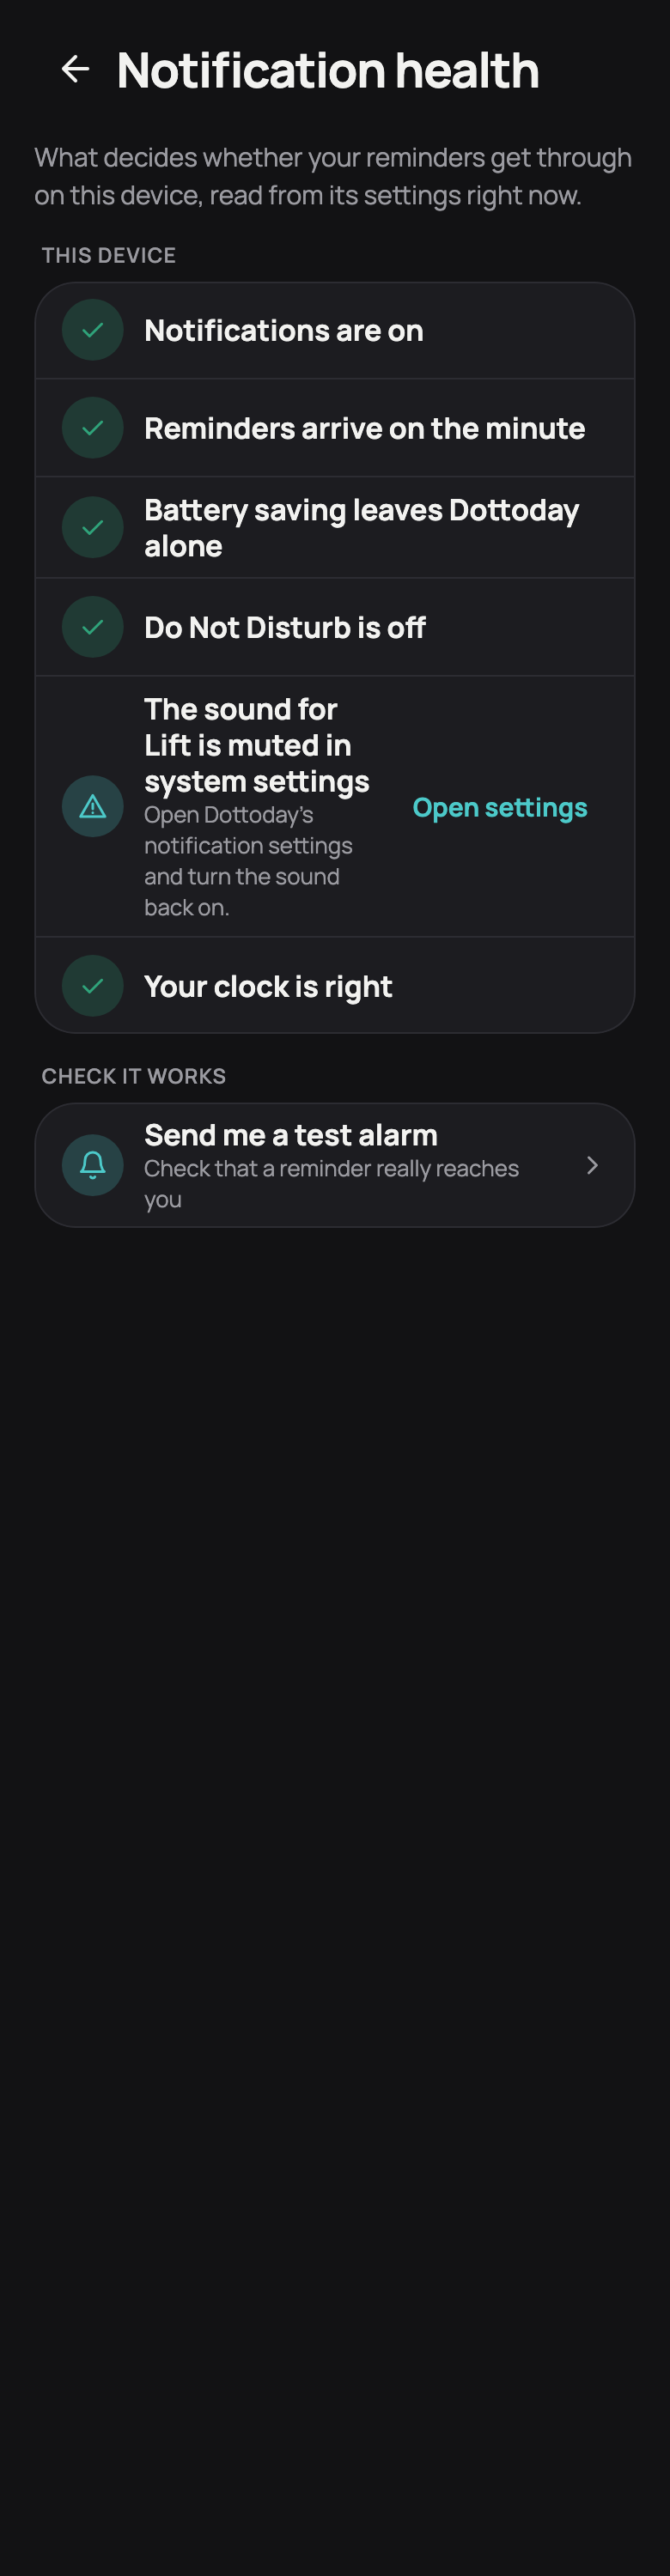 Notification health
What decides whether your reminders get through
on this device, read from its settings right now.
THIS DEVICE
Notifications are on
Reminders arrive on the minute
Battery saving leaves Dottoday
alone
Do Not Disturb is off
The sound for
Lift is muted in
system settings
Open Dottoday’s
notification settings
and turn the sound
back on.
Open settings
Your clock is right
CHECK IT WORKS
Send me a test alarm
Check that a reminder really reaches
you